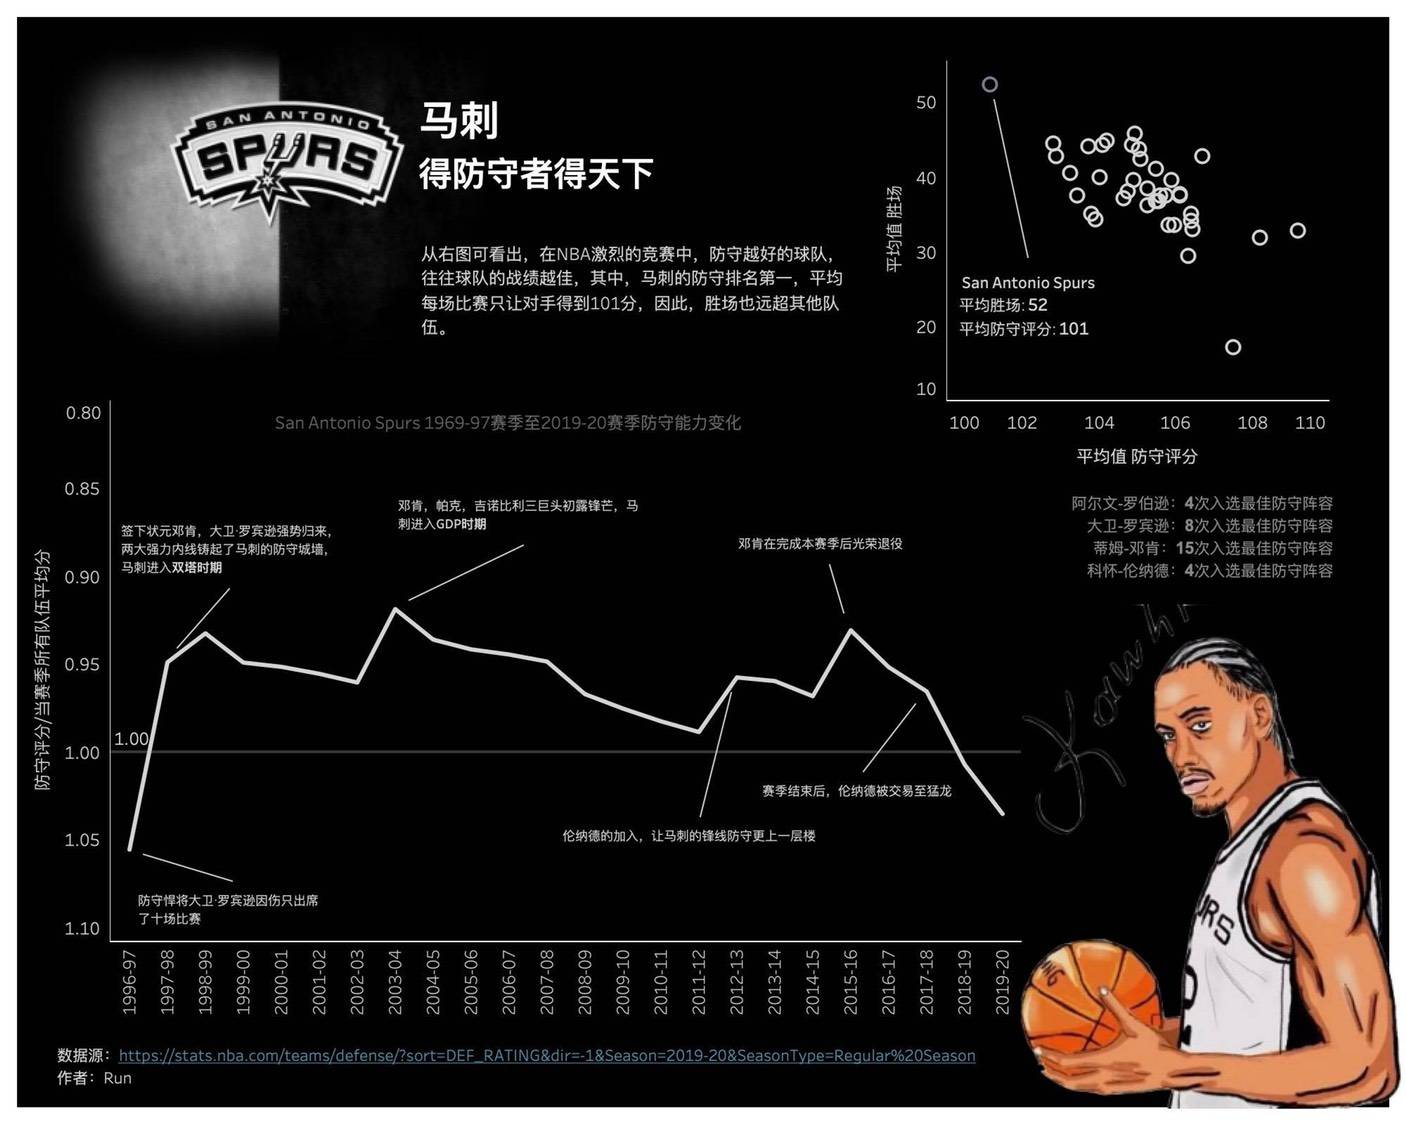 SAN ANTONIO
SPURS
马刺
得防守者得天下
从右图可看出，在NBA激烈的竞赛中，防守越好的球队，
往往球队的战绩越佳，其中，马刺的防守排名第一，平均
每场比赛只让对手得到101分，因此，胜场也远超其他队
伍。
平均值 胜场
50
40
30
20
10
San Antonio Spurs
平均胜场: 52
平均防守评分: 101
100 102 104 106 108 110
平均值 防守评分
阿尔文-罗伯逊：4次入选最佳防守阵容
大卫-罗宾逊：8次入选最佳防守阵容
蒂姆-邓肯：15次入选最佳防守阵容
科怀-伦纳德：4次入选最佳防守阵容
San Antonio Spurs 1969-97赛季至2019-20赛季防守能力变化
防守评分/当赛季所有队伍平均分
0.80
0.85
0.90
0.95
1.00
1.05
1.10
1.00
签下状元邓肯，大卫·罗宾逊强势归来，
两大强力内线铸起了马刺的防守城墙，
马刺进入双塔时期
邓肯，帕克，吉诺比利三巨头初露锋芒，马
刺进入GDP时期
邓肯在完成本赛季后光荣退役
赛季结束后，伦纳德被交易至猛龙
伦纳德的加入，让马刺的锋线防守更上一层楼
防守悍将大卫·罗宾逊因伤只出席
了十场比赛
1996-97
1997-98
1998-99
1999-00
2000-01
2001-02
2002-03
2003-04
2004-05
2005-06
2006-07
2007-08
2008-09
2009-10
2010-11
2011-12
2012-13
2013-14
2014-15
2015-16
2016-17
2017-18
2018-19
2019-20
Kawhi
URS
数据源：https://stats.nba.com/teams/defense/?sort=DEF_RATING&dir=-1&Season=2019-20&SeasonType=Regular%20Season
作者：Run